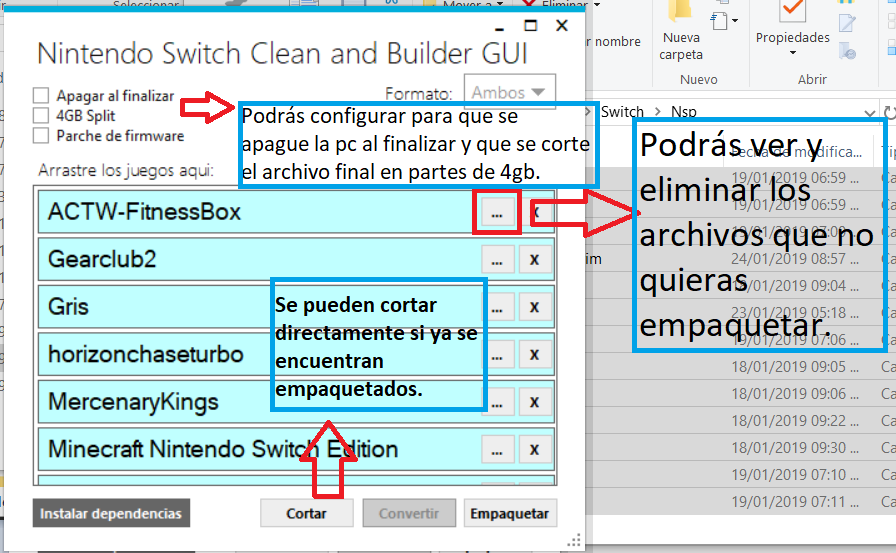 Mover a
Eliminar
ar nombre
Nueva
carpeta
Propiedades
Nuevo
Abrir
Nintendo Switch Clean and Builder GUI
Apagar al finalizar
4GB Split
Parche de firmware
Formato:
Ambos
Podrás configurar para que se
apague la pc al finalizar y que se corte
el archivo final en partes de 4gb.
Switch > Nsp
Arrastre los juegos aqui:
Podrás ver y
eliminar los
archivos que no
quieras
empaquetar.
Fecha de modifica...
ACTW-FitnessBox
... x
Gearclub2
... x
Gris
...
horizonchaseturbo
... x
MercenaryKings
... x
Minecraft Nintendo Switch Edition
... x
Se pueden cortar
directamente si ya se
encuentran
empaquetados.
19/01/2019 06:59 ...
19/01/2019 06:59 ...
24/01/2019 08:57 ...
19/01/2019 09:04 ...
23/01/2019 05:18 ...
19/01/2019 07:06 ...
18/01/2019 09:05 ...
18/01/2019 09:06 ...
18/01/2019 09:22 ...
18/01/2019 09:30 ...
19/01/2019 07:10 ...
19/01/2019 07:11 ...
Instalar dependencias
Cortar
Convertir
Empaquetar